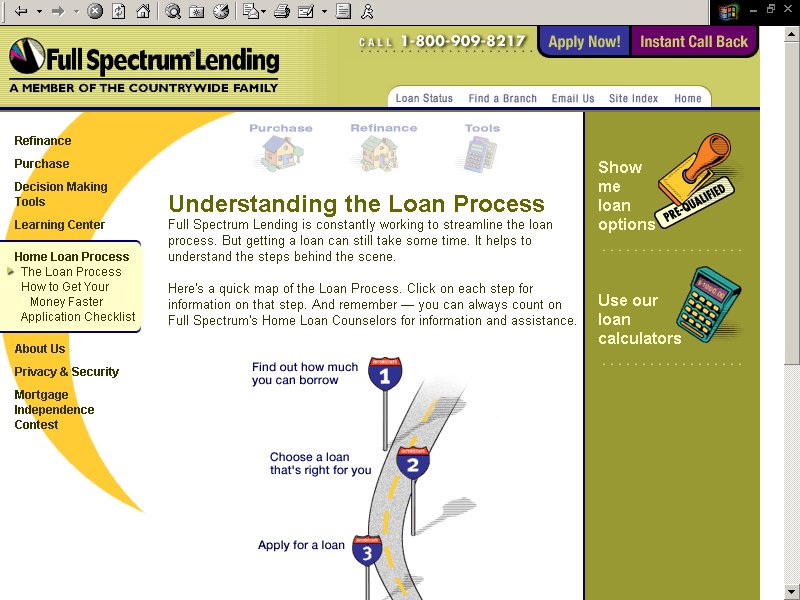 Full Spectrum® Lending
A MEMBER OF THE COUNTRYWIDE FAMILY
CALL 1-800-909-8217
Apply Now!
Instant Call Back
Loan Status
Find a Branch
Email Us
Site Index
Home
Purchase
Refinance
Tools
Refinance
Purchase
Decision Making
Tools
Learning Center
Home Loan Process
The Loan Process
How to Get Your
Money Faster
Application Checklist
About Us
Privacy & Security
Mortgage
Independence
Contest
Understanding the Loan Process
Full Spectrum Lending is constantly working to streamline the loan
process. But getting a loan can still take some time. It helps to
understand the steps behind the scene.
Here's a quick map of the Loan Process. Click on each step for
information on that step. And remember — you can always count on
Full Spectrum's Home Loan Counselors for information and assistance.
Find out how much
you can borrow
1
Choose a loan
that's right for you
2
Apply for a loan
3
Show
me
loan
options
PRE-QUALIFIED
Use our
loan
calculators